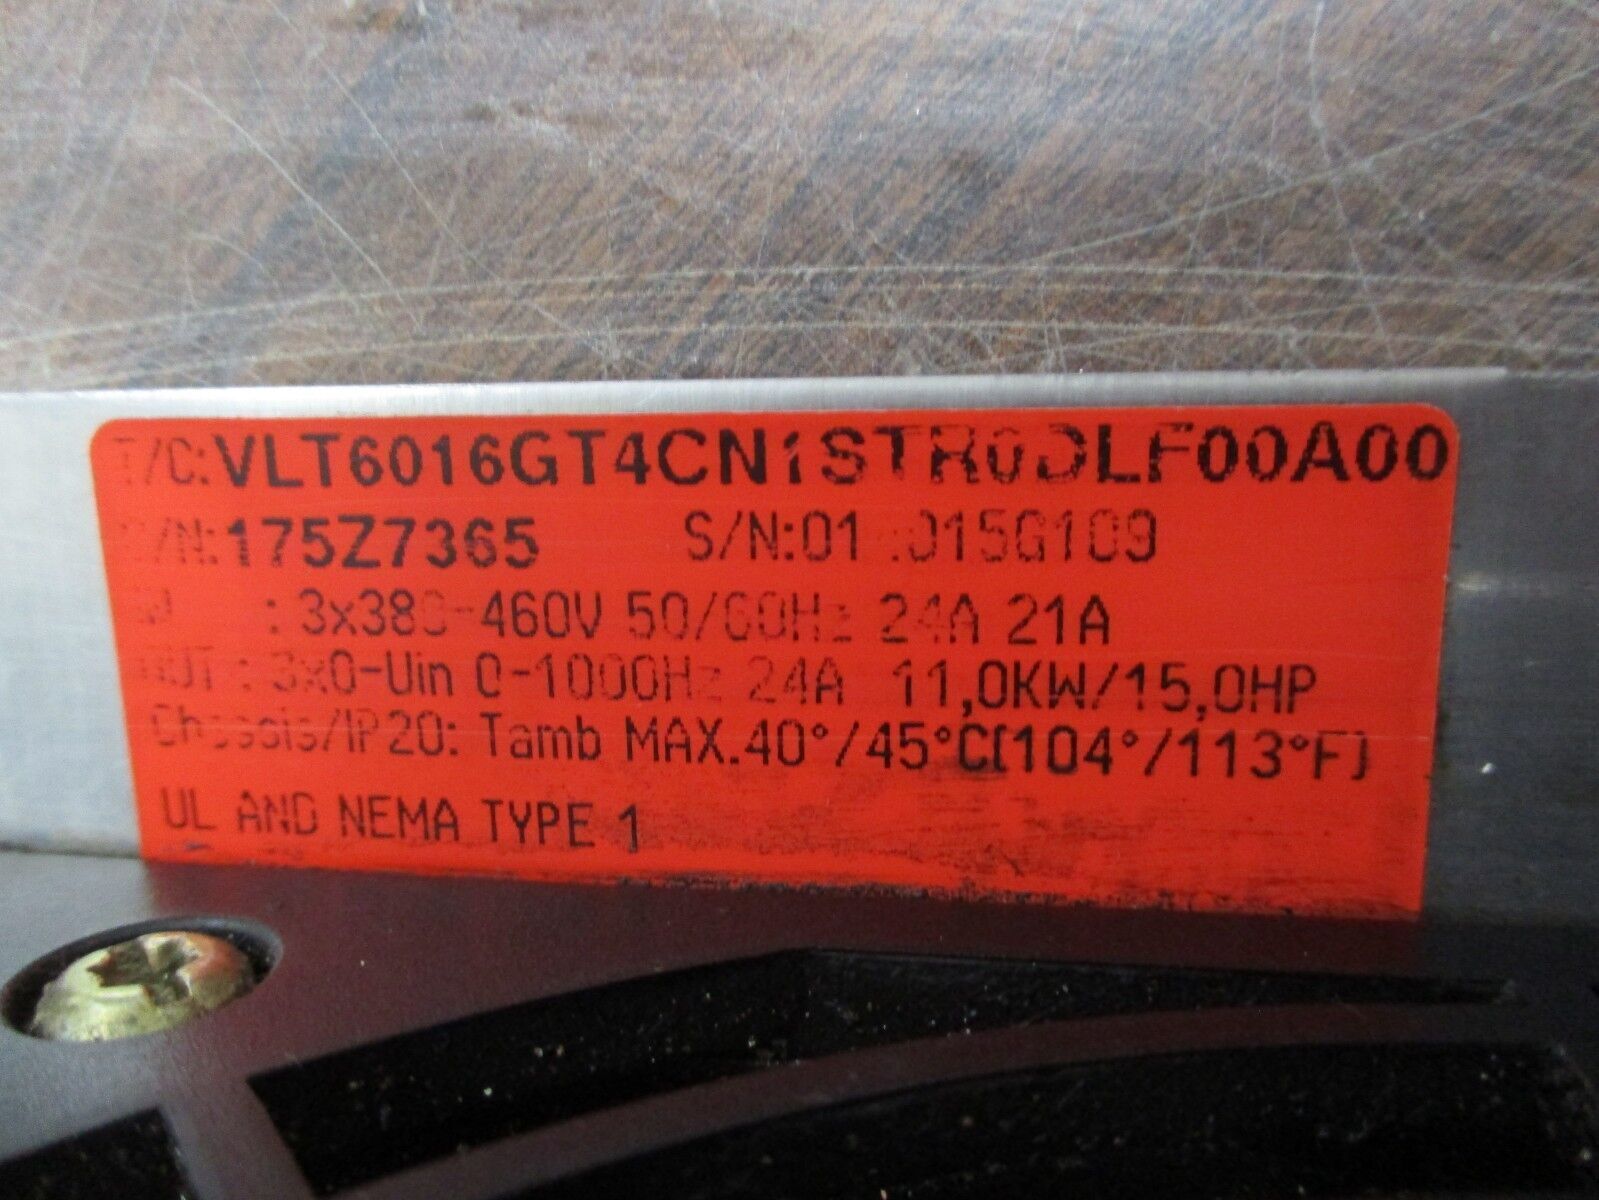 T/C: VLT6016GT4CN1STR0DLF00A00
P/N: 175Z7365 S/N:01
: 3x380-460V 50/60Hz 24A 21A
OUT : 3x0-Uin 0-1000Hz 24A 11,0KW/15,0HP
Chassis/IP20: Tamb MAX.40°/45°C(104°/113°F)
UL AND NEMA TYPE 1